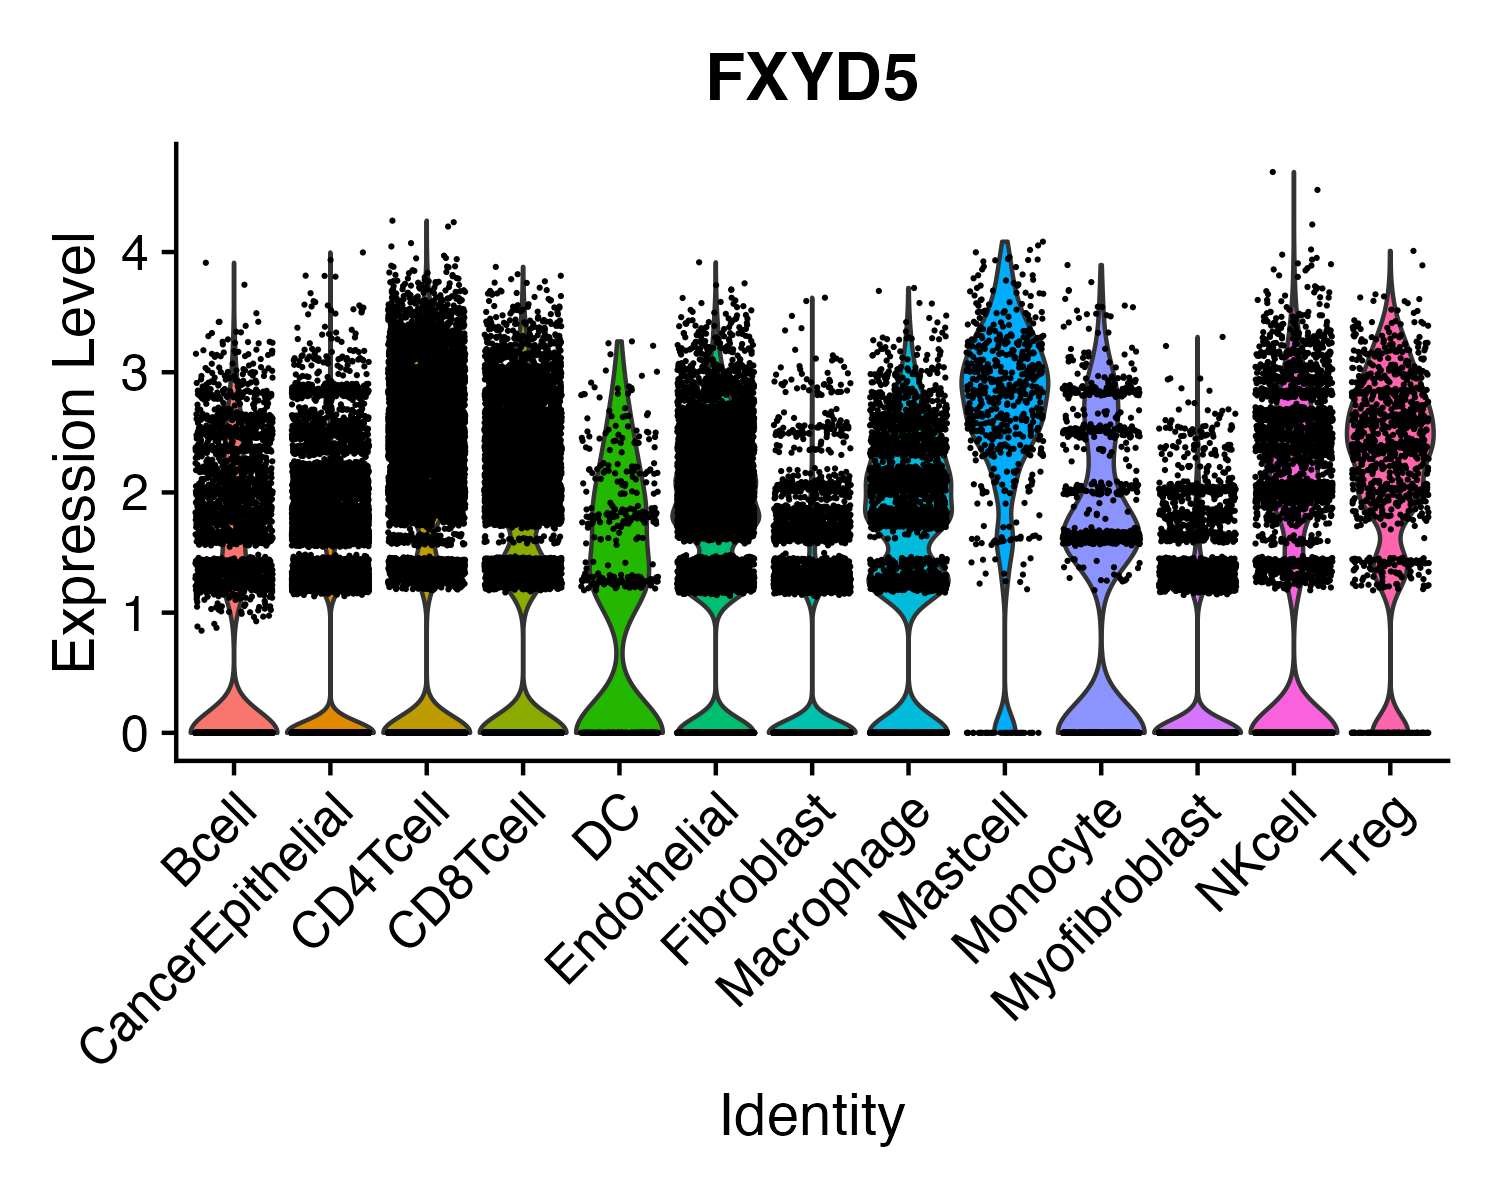 FXYD5
Expression Level
4
3
2
1
0
Bcell
CancerEpithelial
CD4Tcell
CD8Tcell
DC
Endothelial
Fibroblast
Macrophage
Mastcell
Monocyte
Myofibroblast
NKcell
Treg
Identity